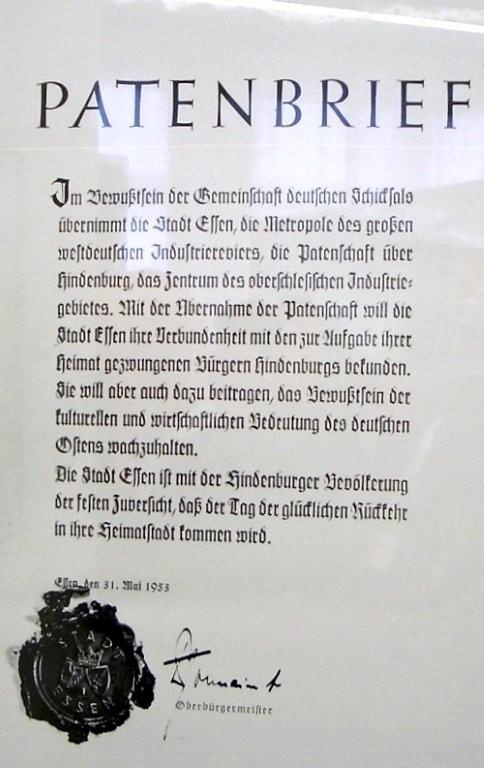 PATENBRIEF
Im Bewußtsein der Gemeinschaft deutschen Schicksals
übernimmt die Stadt Essen, die Metropole des großen
westdeutschen Industriereviers, die Patenschaft über
Hindenburg, das Zentrum des oberschlesischen Industrie-
gebietes. Mit der Übernahme der Patenschaft will die
Stadt Essen ihre Verbundenheit mit den zur Aufgabe ihrer
Heimat gezwungenen Bürgern Hindenburgs bekunden.
Sie will aber auch dazu beitragen, das Bewußtsein der
kulturellen und wirtschaftlichen Bedeutung des deutschen
Ostens wachzuhalten.
Die Stadt Essen ist mit der Hindenburger Bevölkerung
der festen Zuversicht, daß der Tag der glücklichen Rückkehr
in ihre Heimatstadt kommen wird.
Essen, den 31. Mai 1953
STADT
ESSEN
Oberbürgermeister